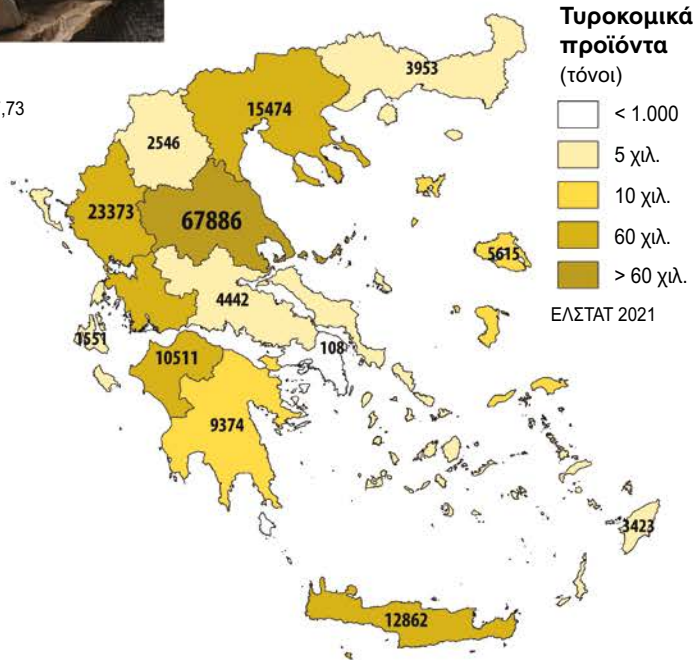 Τυροκομικά
προϊόντα
(τόνοι)
< 1.000
5 χιλ.
10 χιλ.
60 χιλ.
> 60 χιλ.
ΕΛΣΤΑΤ 2021
,73
3953
15474
2546
23373
67886
5615
4442
1551
108
10511
9374
3423
12862